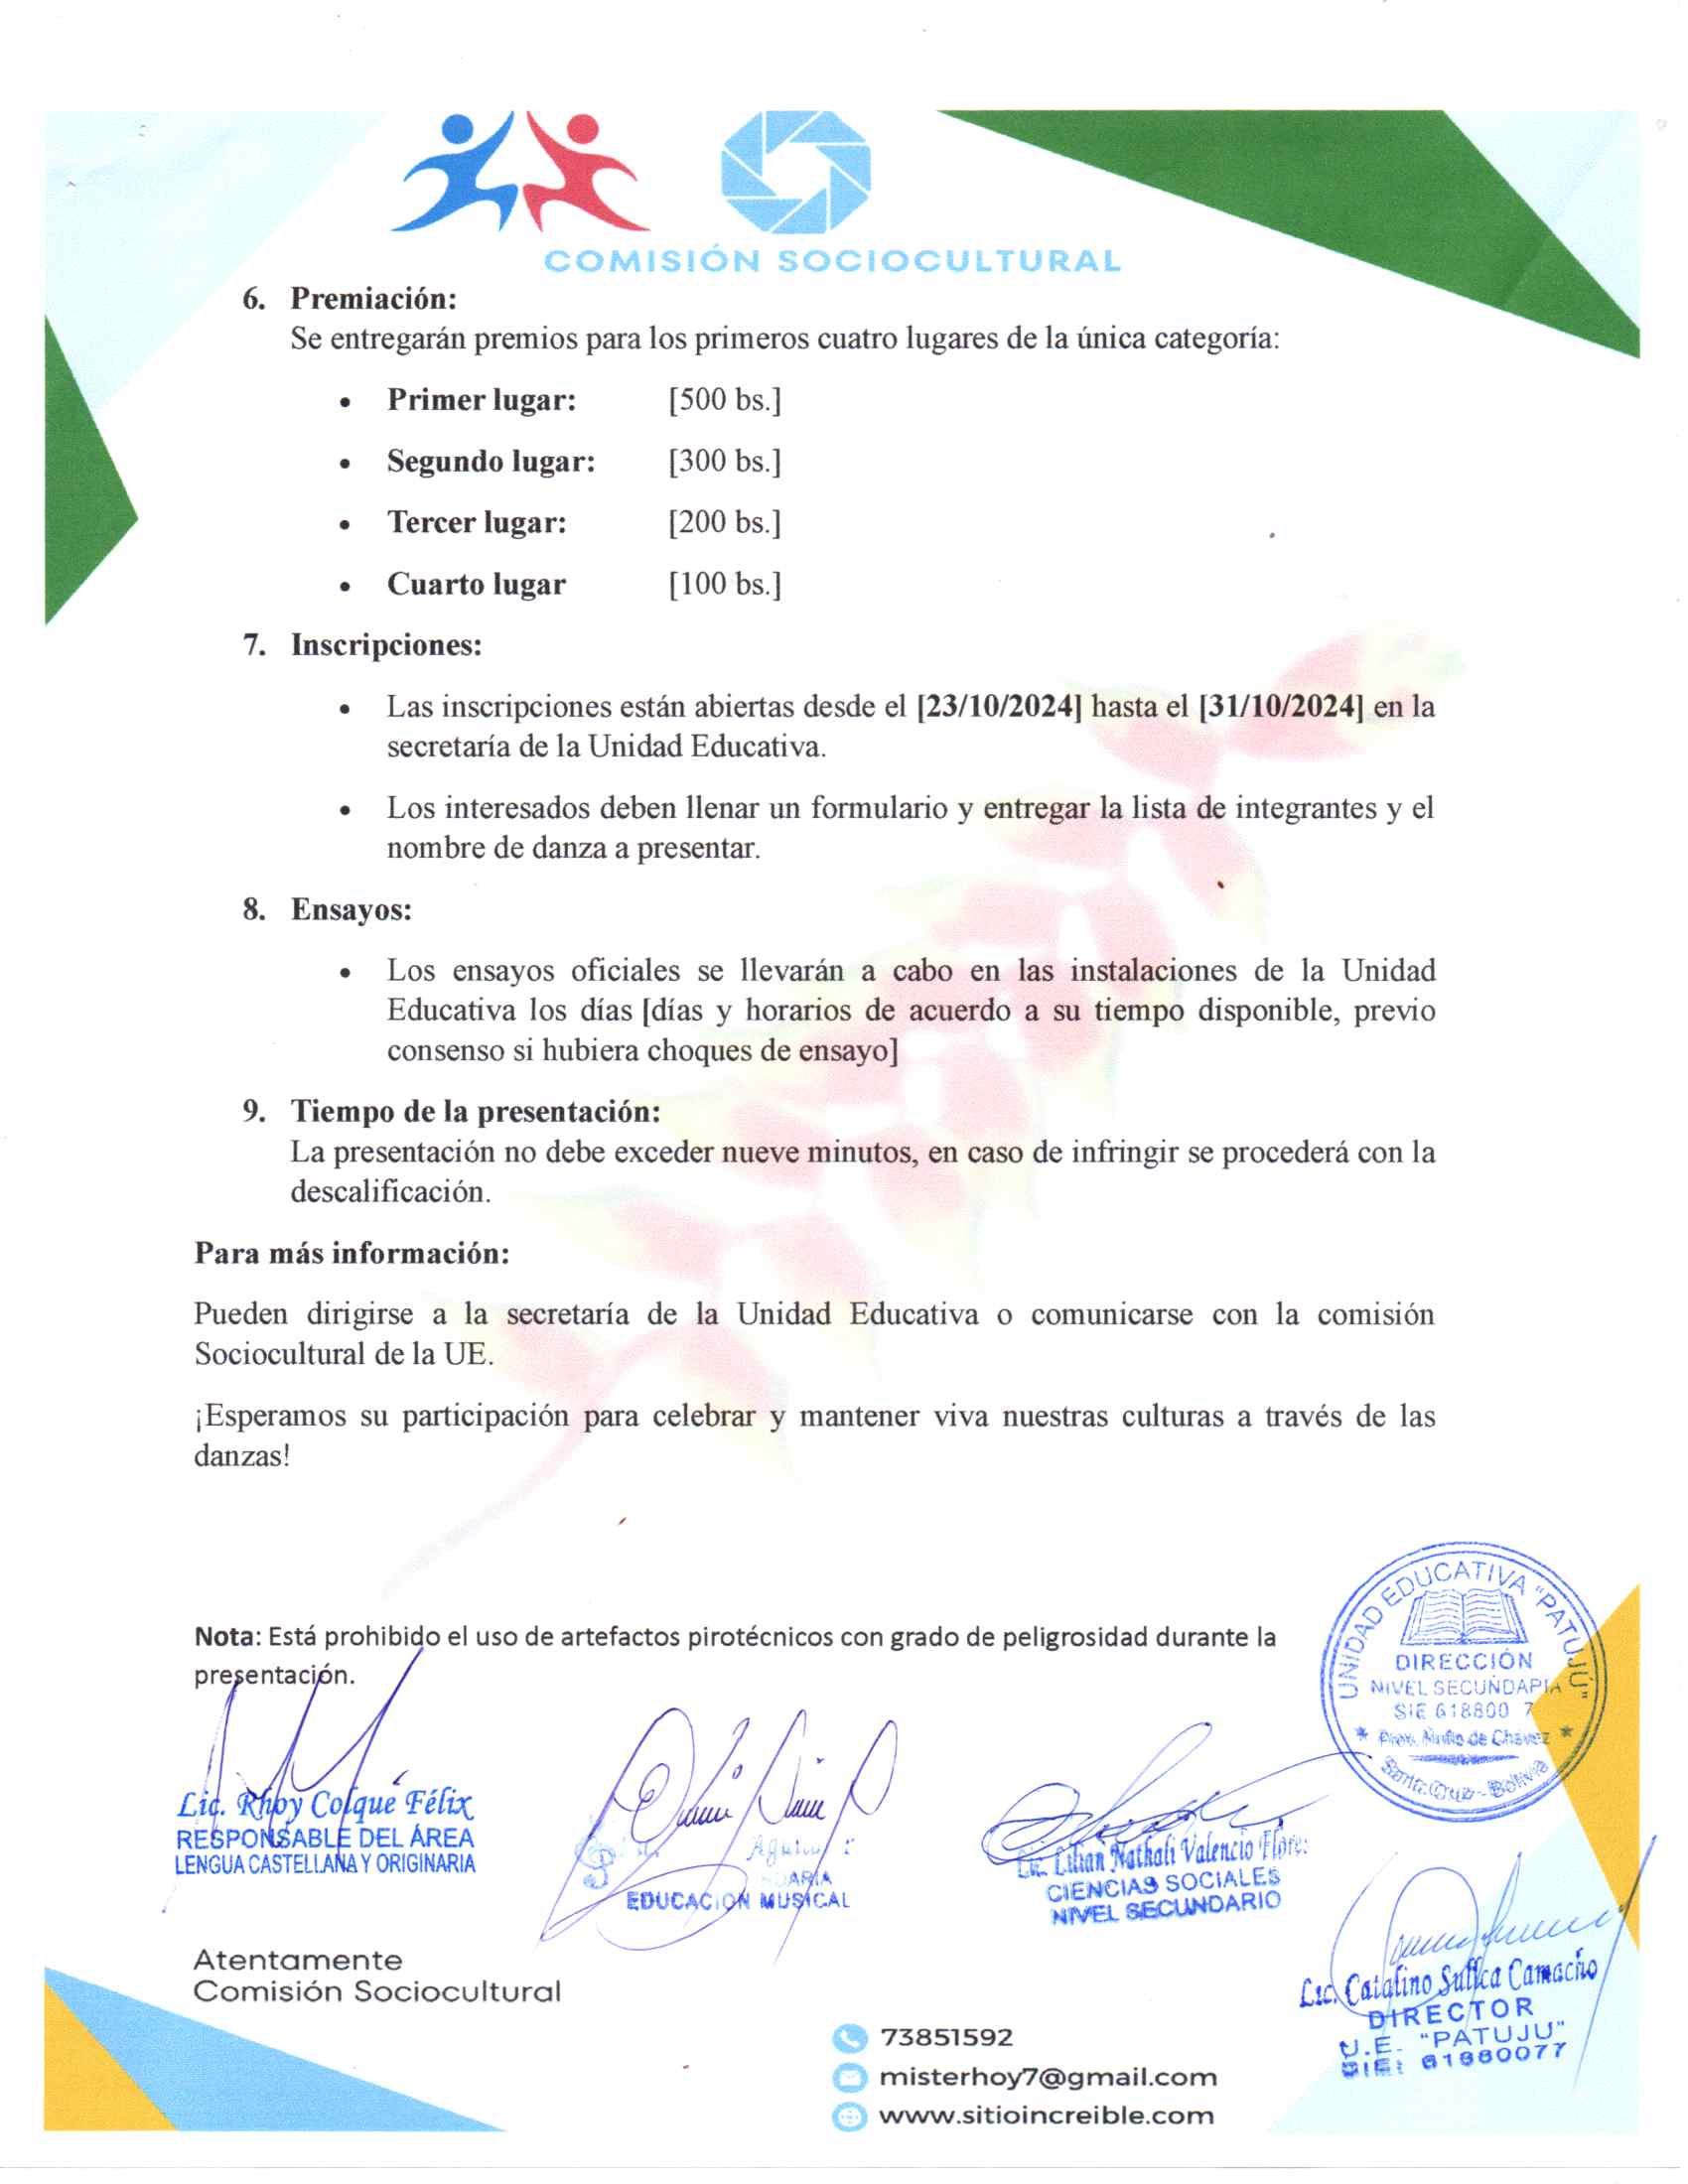 COMISIÓN SOCIOCULTURAL
6. Premiación:
Se entregarán premios para los primeros cuatro lugares de la única categoría:
• Primer lugar: [500 bs.]
• Segundo lugar: [300 bs.]
• Tercer lugar: [200 bs.]
• Cuarto lugar [100 bs.]
7. Inscripciones:
• Las inscripciones están abiertas desde el [23/10/2024] hasta el [31/10/2024] en la
secretaría de la Unidad Educativa.
• Los interesados deben llenar un formulario y entregar la lista de integrantes y el
nombre de danza a presentar.
8. Ensayos:
• Los ensayos oficiales se llevarán a cabo en las instalaciones de la Unidad
Educativa los días [días y horarios de acuerdo a su tiempo disponible, previo
consenso si hubiera choques de ensayo]
9. Tiempo de la presentación:
La presentación no debe exceder nueve minutos, en caso de infringir se procederá con la
descalificación.
Para más información:
Pueden dirigirse a la secretaría de la Unidad Educativa o comunicarse con la comisión
Sociocultural de la UE.
¡Esperamos su participación para celebrar y mantener viva nuestras culturas a través de las
danzas!
Nota: Está prohibido el uso de artefactos pirotécnicos con grado de peligrosidad durante la
presentación.
UNIDAD EDUCATIVA "PATUJÚ"
DIRECCIÓN
NIVEL SECUNDARIA
SIE 618800 7
Prov. Ñuflo de Chávez
Santa Cruz - Bolivia
Lic. Rhoy Colque Félix
RESPONSABLE DEL ÁREA
LENGUA CASTELLANA Y ORIGINARIA
EDUCACION MUSICAL
Lic. Lilian Nathali Valencio Flores
CIENCIAS SOCIALES
NIVEL SECUNDARIO
Lic. Catalino Sullca Camacho
DIRECTOR
U.E. "PATUJU"
SIE: 61880077
Atentamente
Comisión Sociocultural
73851592
misterhoy7@gmail.com
www.sitioincreible.com